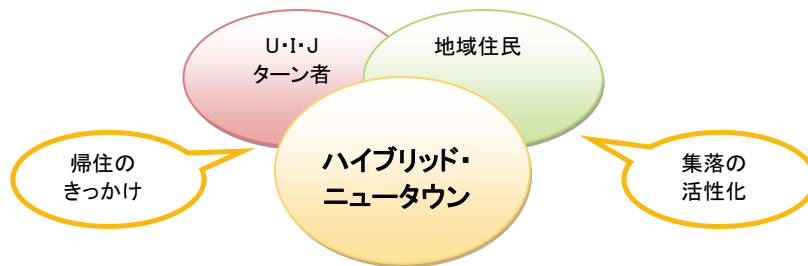 U・I・J
ターン者
地域住民
帰住の
きっかけ
ハイブリッド・
ニュータウン
集落の
活性化